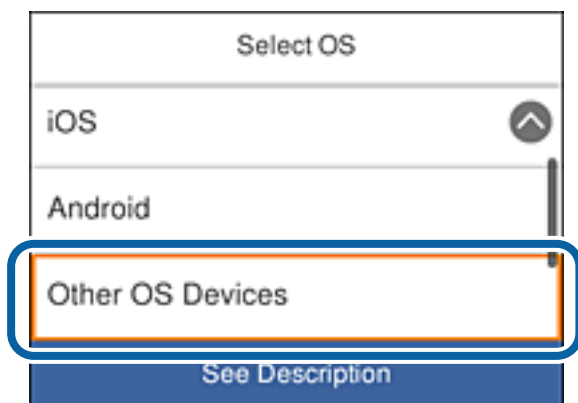 Select OS
iOS
Android
Other OS Devices
See Description